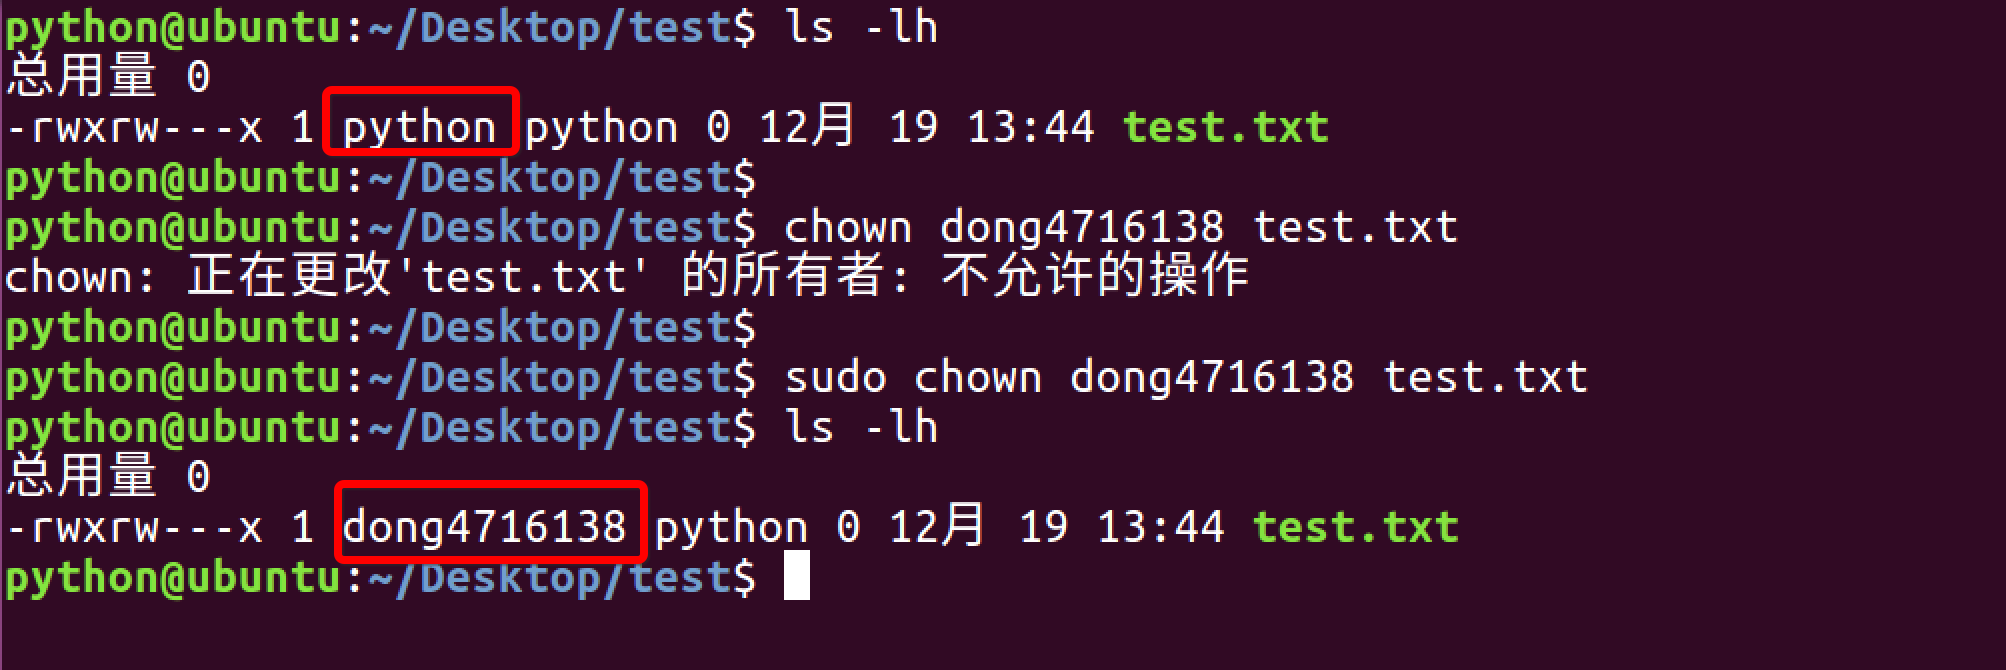 python@ubuntu:~/Desktop/test$ ls -lh
总用量 0
-rwxrw---x 1 python python 0 12月 19 13:44 test.txt
python@ubuntu:~/Desktop/test$
python@ubuntu:~/Desktop/test$ chown dong4716138 test.txt
chown: 正在更改'test.txt' 的所有者: 不允许的操作
python@ubuntu:~/Desktop/test$
python@ubuntu:~/Desktop/test$ sudo chown dong4716138 test.txt
python@ubuntu:~/Desktop/test$ ls -lh
总用量 0
-rwxrw---x 1 dong4716138 python 0 12月 19 13:44 test.txt
python@ubuntu:~/Desktop/test$